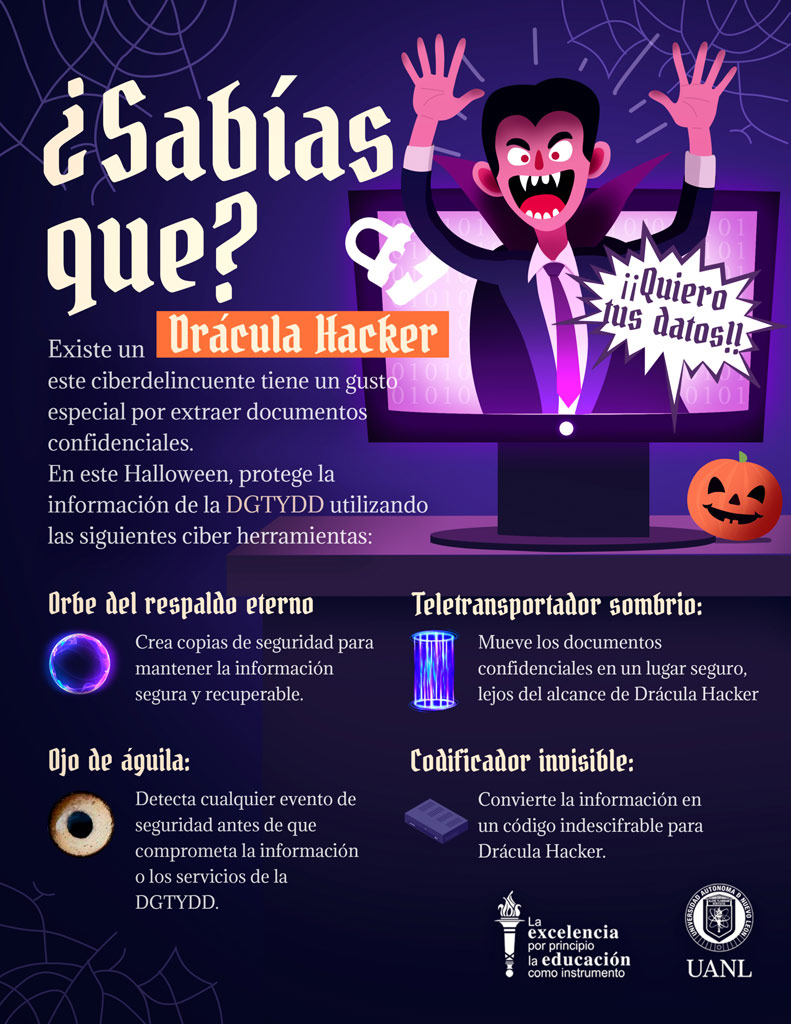 ¿Sabías
que?
Existe un Drácula Hacker
este ciberdelincuente tiene un gusto
especial por extraer documentos
confidenciales.
En este Halloween, protege la
información de la DGTYDD utilizando
las siguientes ciber herramientas:
¡¡Quiero
tus datos!!
Orbe del respaldo eterno
Crea copias de seguridad para
mantener la información
segura y recuperable.
Teletransportador sombrio:
Mueve los documentos
confidenciales en un lugar seguro,
lejos del alcance de Drácula Hacker
Ojo de águila:
Detecta cualquier evento de
seguridad antes de que
comprometa la información
o los servicios de la
DGTYDD.
Codificador invisible:
Convierte la información en
un código indescifrable para
Drácula Hacker.
La
excelencia
por principio
la educación
como instrumento
UNIVERSIDAD AUTONOMA D NUEVO LEON
UANL